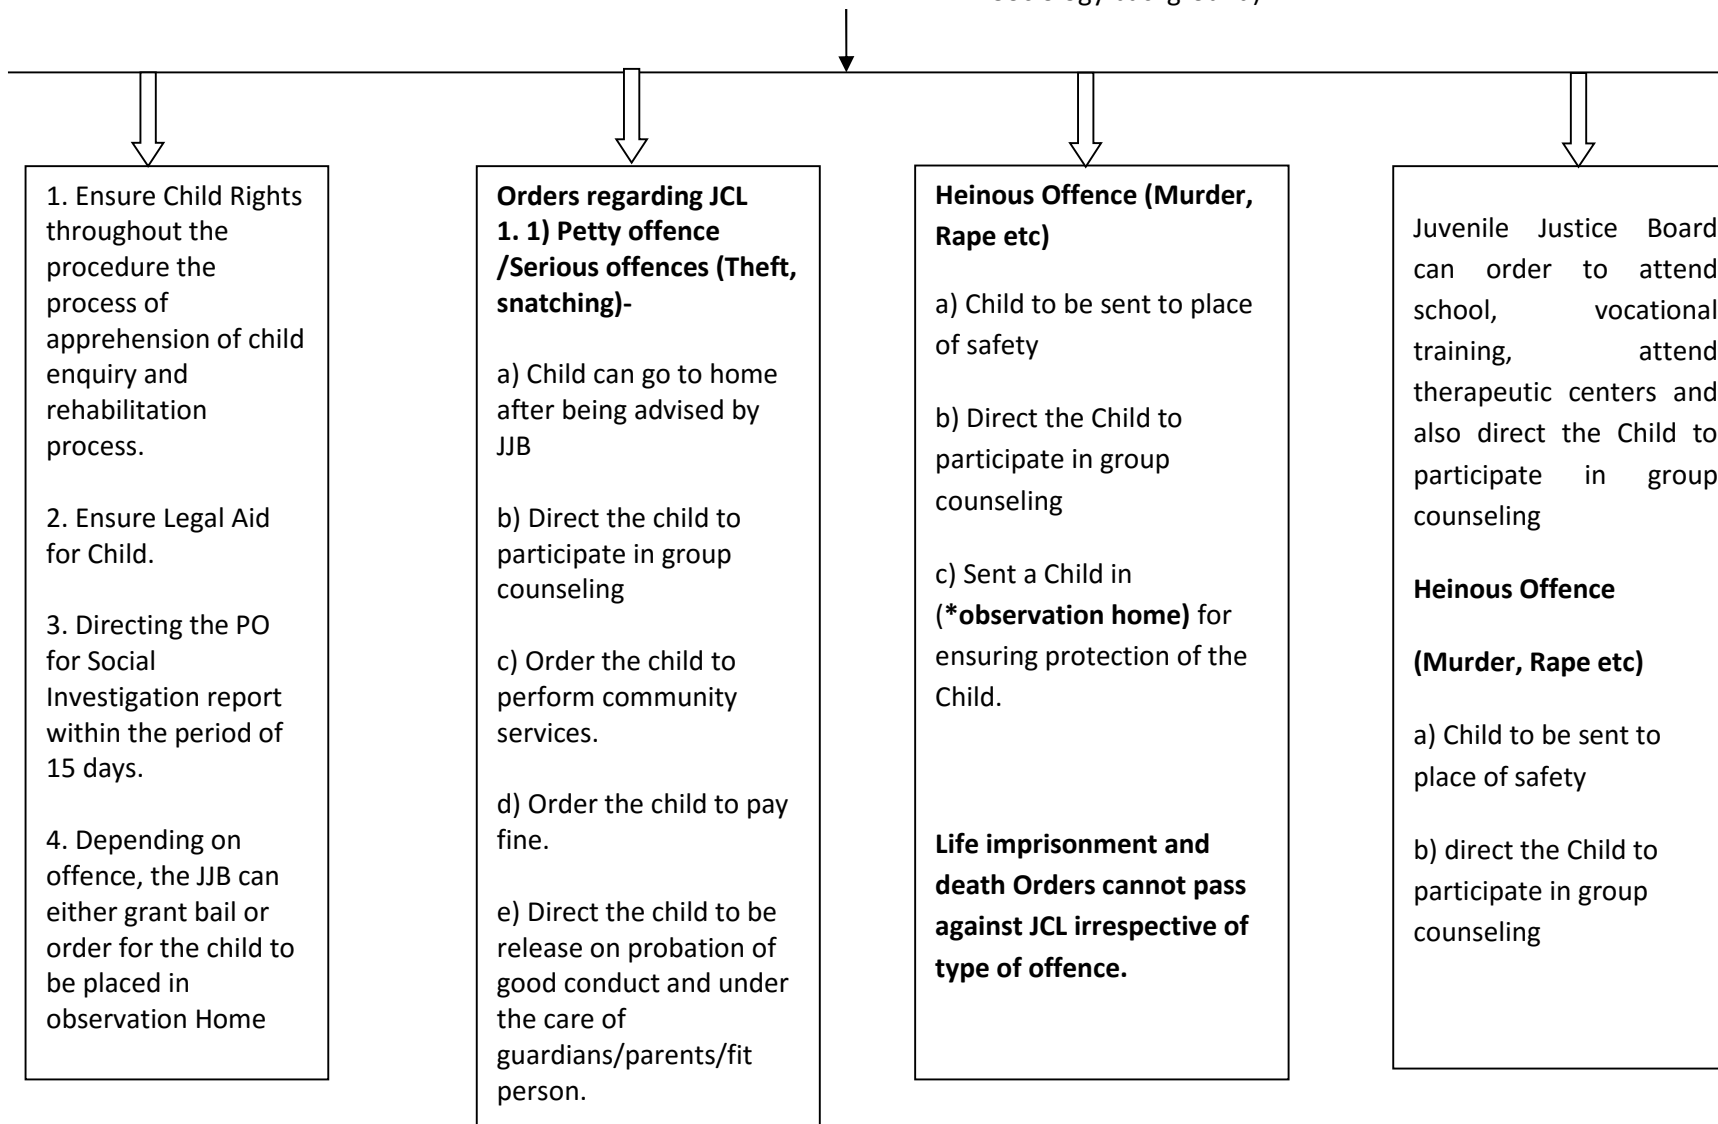 1. Ensure Child Rights
throughout the
procedure the
process of
apprehension of child
enquiry and
rehabilitation
process.
2. Ensure Legal Aid
for Child.
3. Directing the PO
for Social
Investigation report
within the period of
15 days.
4. Depending on
offence, the JJB can
either grant bail or
order for the child to
be placed in
observation Home
Orders regarding JCL
1. 1) Petty offence
/Serious offences (Theft,
snatching)-
a) Child can go to home
after being advised by
JJB
b) Direct the child to
participate in group
counseling
c) Order the child to
perform community
services.
d) Order the child to pay
fine.
e) Direct the child to be
release on probation of
good conduct and under
the care of
guardians/parents/fit
person.
Heinous Offence (Murder,
Rape etc)
a) Child to be sent to place
of safety
b) Direct the Child to
participate in group
counseling
c) Sent a Child in
(*observation home) for
ensuring protection of the
Child.
Life imprisonment and
death Orders cannot pass
against JCL irrespective of
type of offence.
Juvenile Justice Board
can order to attend
school, vocational
training, attend
therapeutic centers and
also direct the Child to
participate in group
counseling
Heinous Offence
(Murder, Rape etc)
a) Child to be sent to
place of safety
b) direct the Child to
participate in group
counseling